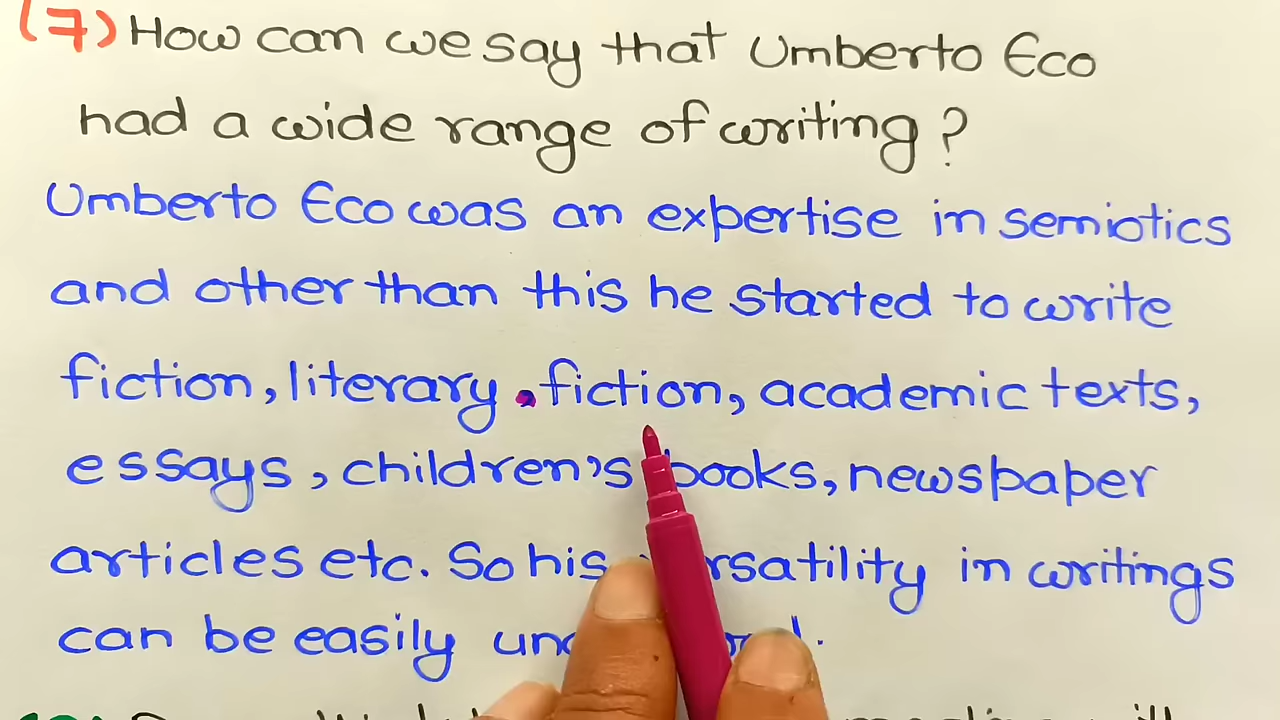 (7) How can we say that Umberto Eco
had a wide range of writing?
Umberto Eco was an expertise in semiotics
and other than this he started to write
fiction, literary fiction, academic texts,
essays, children's books, newspaper
articles etc. So his in writings
can be easily